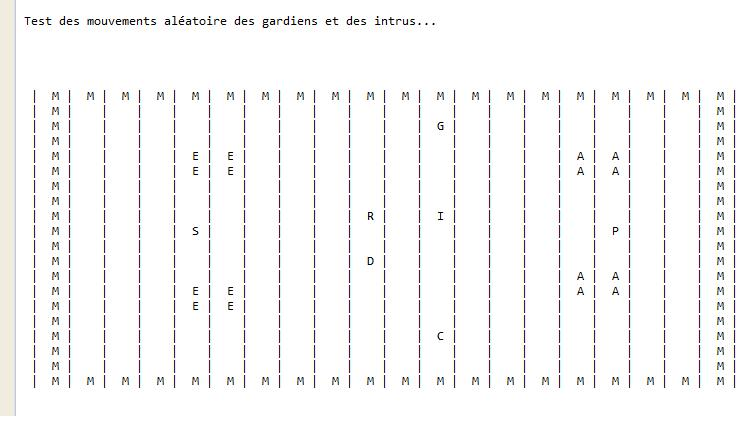 Test des mouvements aléatoire des gardiens et des intrus...
| M | M | M | M | M | M | M | M | M | M | M | M | M | M | M | M | M | M | M | M |
| M | | | | | | | | | | | | | | | | | | | M |
| M | | | | | | | | | | | G | | | | | | | | M |
| M | | | | | | | | | | | | | | | | | | | M |
| M | | | | E | E | | | | | | | | | | A | A | | | M |
| M | | | | E | E | | | | | | | | | | A | A | | | M |
| M | | | | | | | | | | | | | | | | | | | M |
| M | | | | | | | | | | | | | | | | | | | M |
| M | | | | | | | | | R | | I | | | | | | | | M |
| M | | | | S | | | | | | | | | | | | P | | | M |
| M | | | | | | | | | | | | | | | | | | | M |
| M | | | | | | | | | D | | | | | | | | | | M |
| M | | | | | | | | | | | | | | | A | A | | | M |
| M | | | | E | E | | | | | | | | | | A | A | | | M |
| M | | | | E | E | | | | | | | | | | | | | | M |
| M | | | | | | | | | | | | | | | | | | | M |
| M | | | | | | | | | | | C | | | | | | | | M |
| M | | | | | | | | | | | | | | | | | | | M |
| M | | | | | | | | | | | | | | | | | | | M |
| M | M | M | M | M | M | M | M | M | M | M | M | M | M | M | M | M | M | M | M |